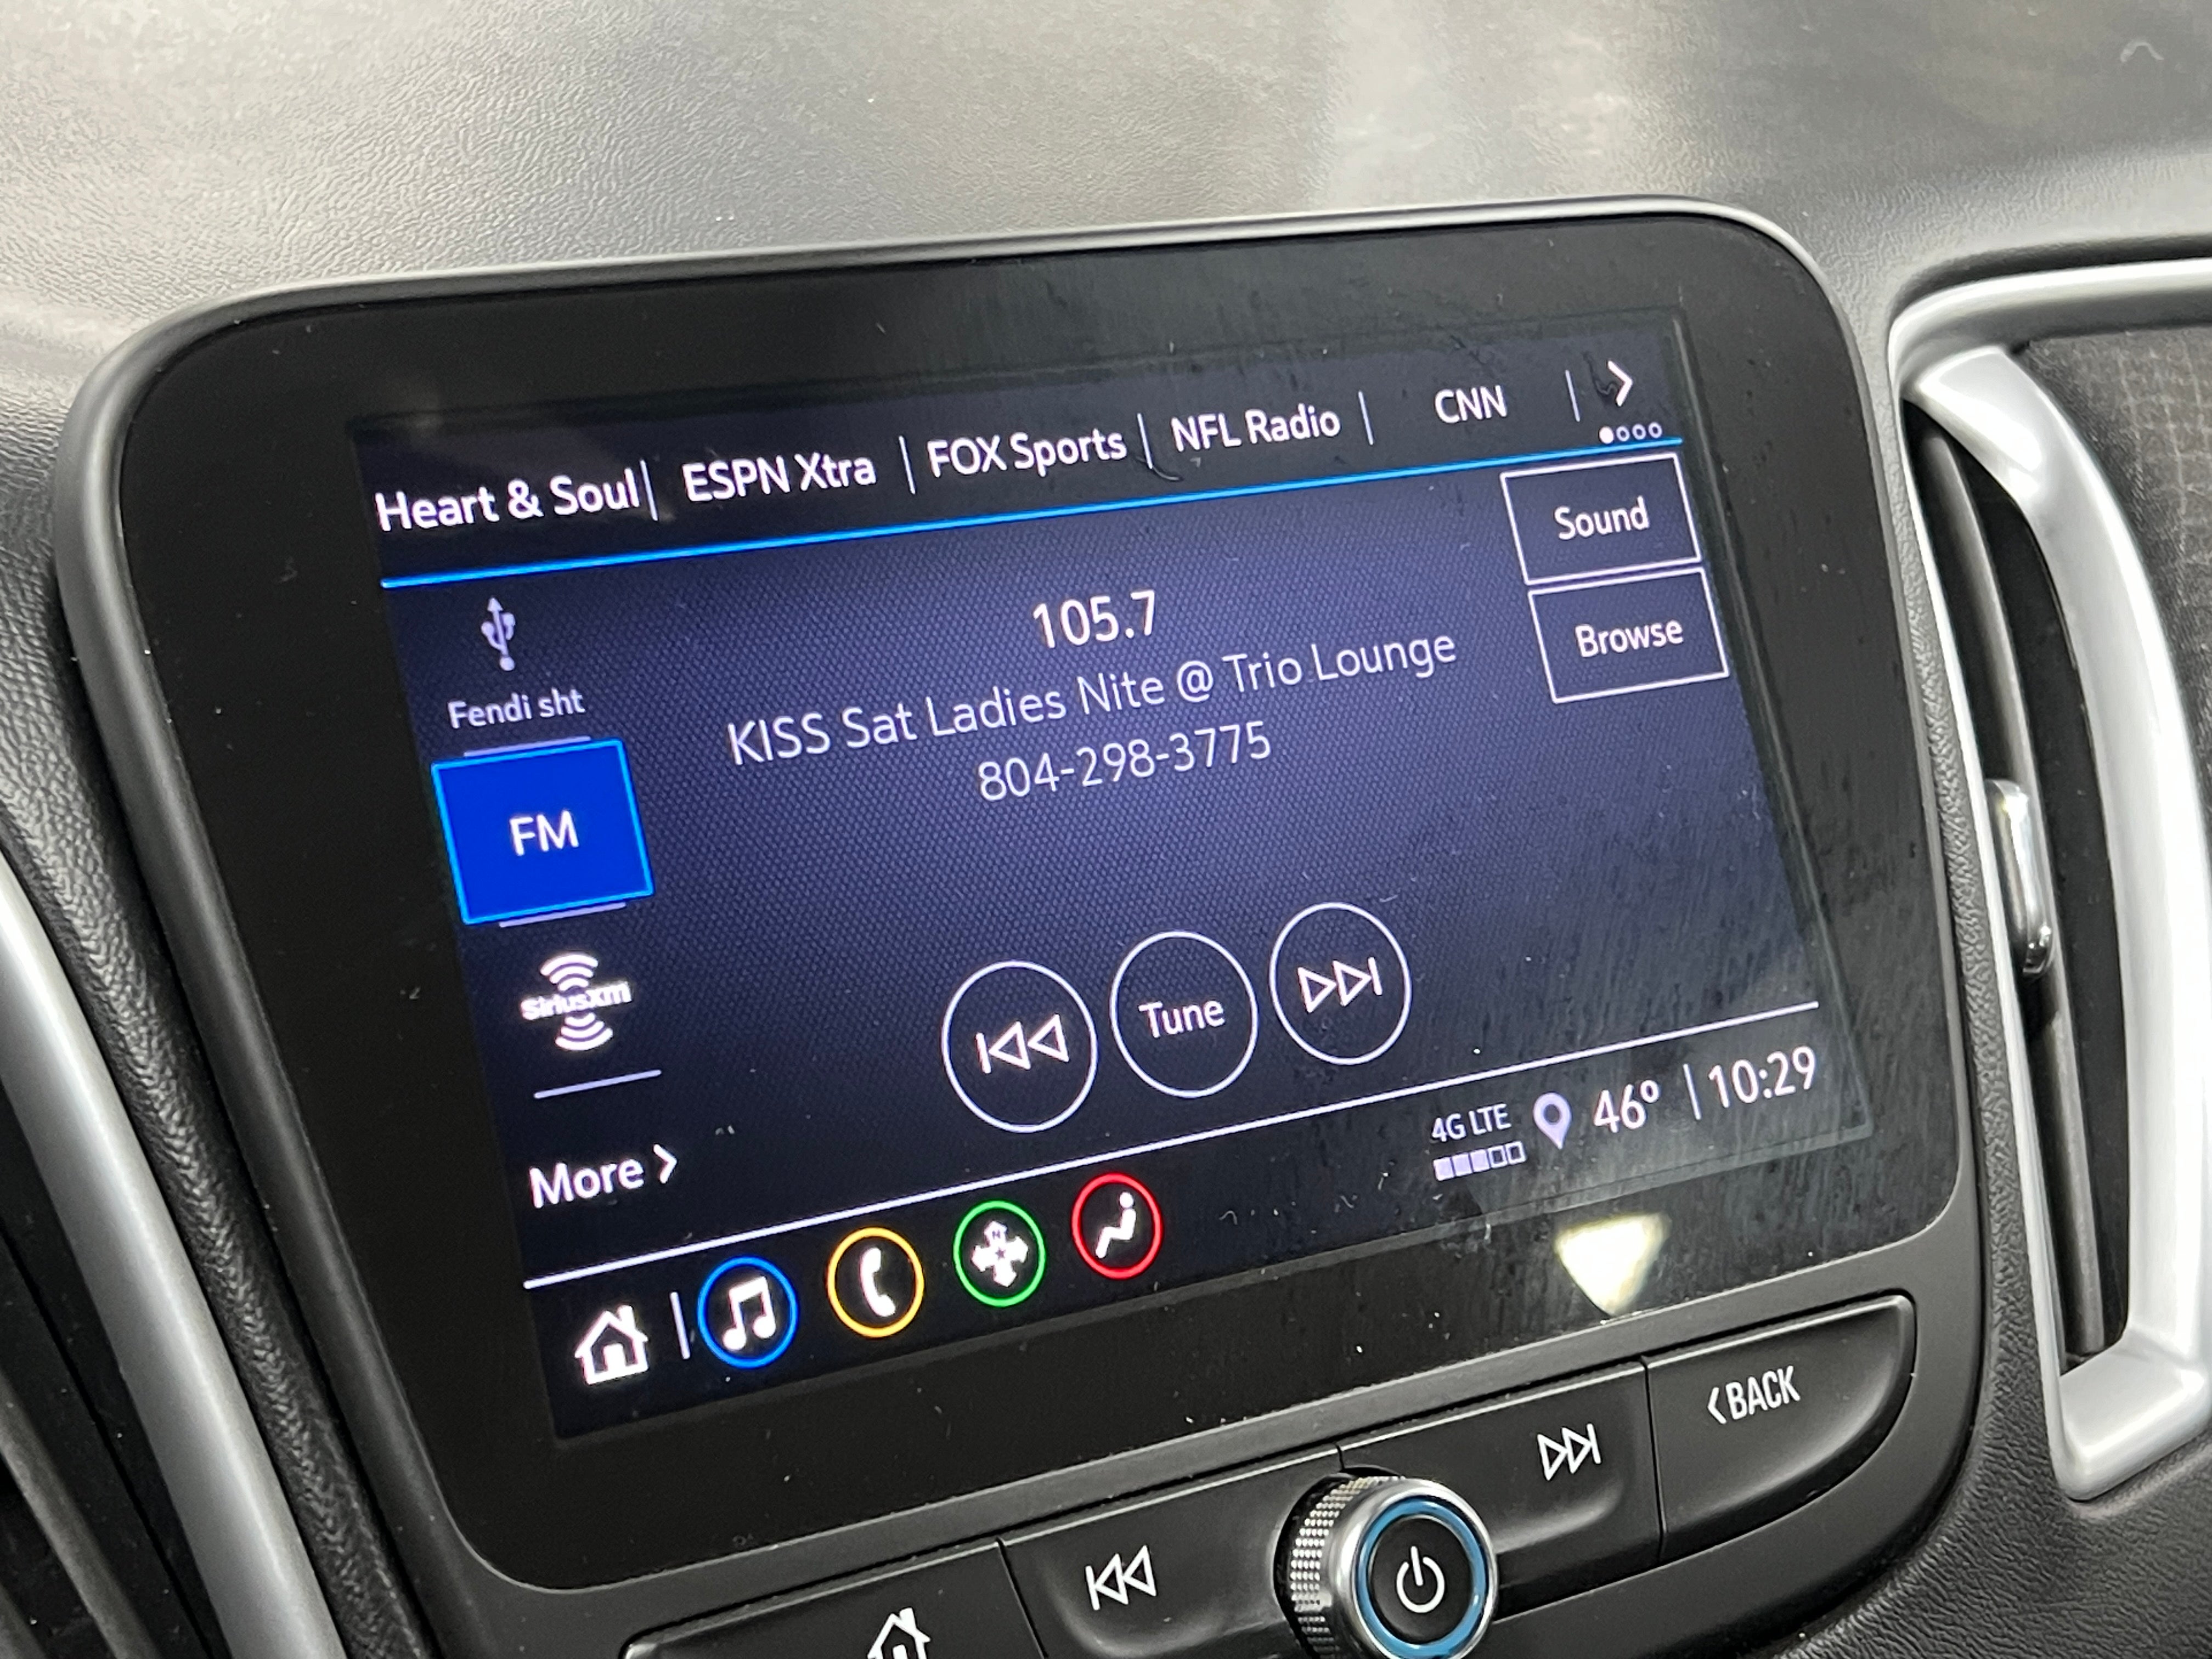 Heart & Soul | ESPN Xtra | FOX Sports | NFL Radio | CNN
Sound
105.7
Browse
KISS Sat Ladies Nite @ Trio Lounge
Fendi sht
804-298-3775
FM
SiriusXm
Tune
More >
4G LTE 46° | 10:29
N
<BACK